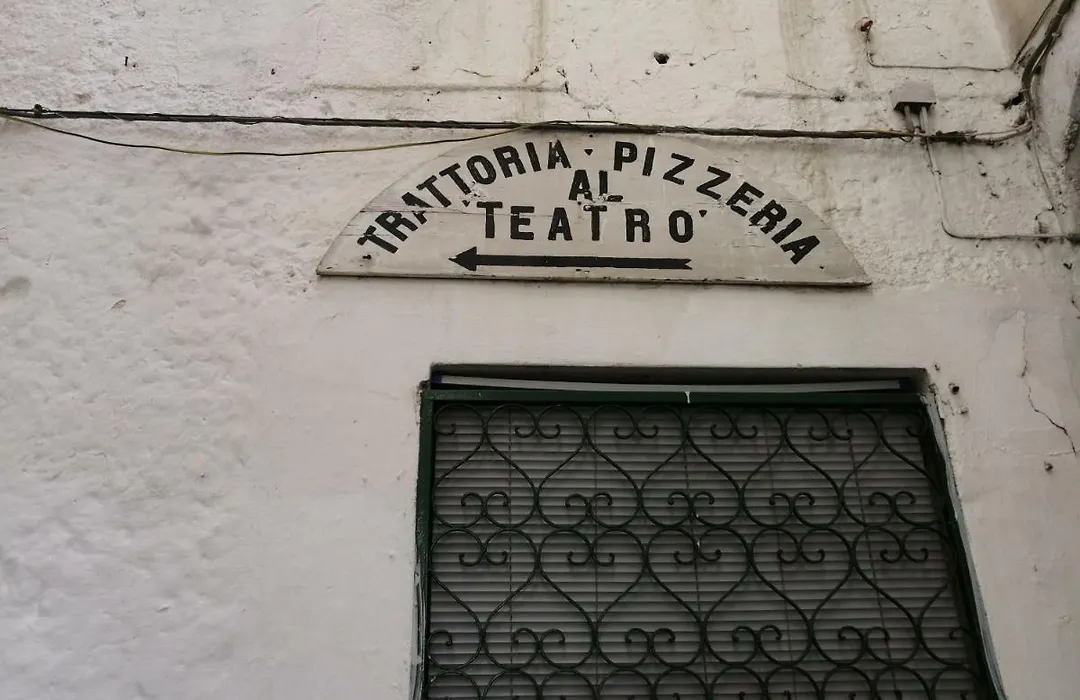 TRATTORIA · PIZZERIA
AL
"TEATRO"